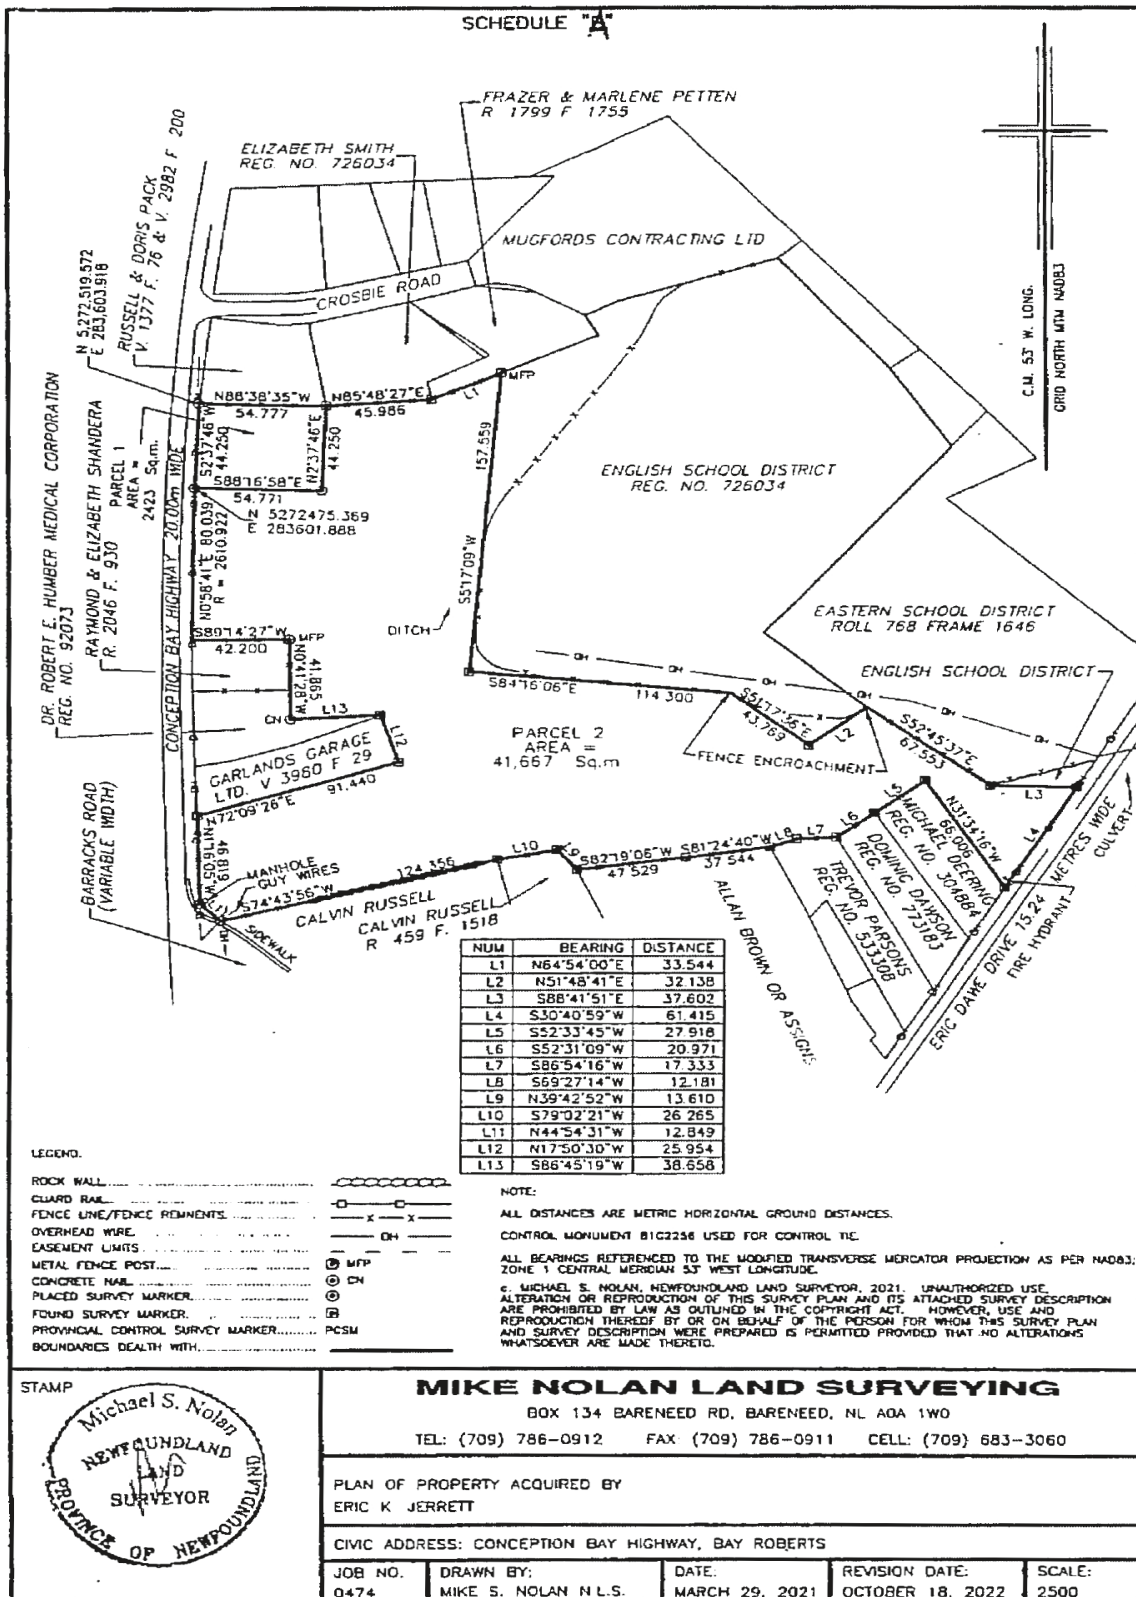 SCHEDULE "A"
FRAZER & MARLENE PETTEN
R 1799 F 1755
ELIZABETH SMITH
REG. NO. 726034
RUSSELL & DORIS PACK
V. 1377 F. 76 & V. 2982 F 200
N 5,272,519.572
E 283,603.918
MUGFORDS CONTRACTING LTD
CROSBIE ROAD
C.M. 53° W. LONG.
GRID NORTH MTM NAD83
N88°38'35"W
54.777
N85°48'27"E
45.986
L1
MFP
S2°37'46"W
44.250
N2°37'46"E
44.250
S88°16'58"E
54.771
N 5272475.369
E 283601.888
PARCEL 1
AREA =
2423 Sq.m.
RAYMOND & ELIZABETH SHANDERA
R. 2046 F. 930
DR. ROBERT E. HUMBER MEDICAL CORPORATION
REG. NO. 92073
CONCEPTION BAY HIGHWAY 20.00m WIDE
N0°58'41"E 80.039
R = 2610.922
157.559
S5°17'09"W
ENGLISH SCHOOL DISTRICT
REG. NO. 726034
EASTERN SCHOOL DISTRICT
ROLL 768 FRAME 1646
ENGLISH SCHOOL DISTRICT
DITCH
S89°14'27"W
42.200
MFP
N0°41'28"W
41.865
CN
L13
L12
OH
OH
OH
OH
OH
S84°16'06"E
114.300
S51°17'56"E
43.769
L2
S52°45'37"E
67.553
PARCEL 2
AREA =
41,667 Sq.m
FENCE ENCROACHMENT
GARLANDS GARAGE
LTD. V 3980 F 29
N72°09'26"E
91.440
BARRACKS ROAD
(VARIABLE WIDTH)
46.819
MANHOLE
GUY WIRES
L11
S74°43'56"W
124.356
SIDEWALK
OH
CALVIN RUSSELL
CALVIN RUSSELL
R 459 F. 1518
L10
L9
S82°19'06"W
47.529
S81°24'40"W
37.544
L8
L7
L6
L5
L3
L4
N31°34'16"W
66.006
MICHAEL DEERING
REG. NO. 304884
DOMINIC DAWSON
REG. NO. 773183
TREVOR PARSONS
REG. NO. 533308
ALLAN BROWN OR ASSIGNS
ERIC DAWE DRIVE 15.24 METRES WIDE
FIRE HYDRANT
CULVERT
NUM BEARING DISTANCE
L1 N64°54'00"E 33.544
L2 N51°48'41"E 32.138
L3 S88°41'51"E 37.602
L4 S30°40'59"W 61.415
L5 S52°33'45"W 27.918
L6 S52°31'09"W 20.971
L7 S86°54'16"W 17.333
L8 S69°27'14"W 12.181
L9 N39°42'52"W 13.610
L10 S79°02'21"W 26.265
L11 N44°54'31"W 12.849
L12 N17°50'30"W 25.954
L13 S86°45'19"W 38.658
LEGEND.
ROCK WALL
GUARD RAIL
FENCE LINE/FENCE REMNENTS
OVERHEAD WIRE OH
EASEMENT LIMITS
METAL FENCE POST MFP
CONCRETE NAIL CN
PLACED SURVEY MARKER
FOUND SURVEY MARKER
PROVINCIAL CONTROL SURVEY MARKER PCSM
BOUNDARIES DEALTH WITH
NOTE:
ALL DISTANCES ARE METRIC HORIZONTAL GROUND DISTANCES.
CONTROL MONUMENT 81G2256 USED FOR CONTROL TIE.
ALL BEARINGS REFERENCED TO THE MODIFIED TRANSVERSE MERCATOR PROJECTION AS PER NAD83;
ZONE 1 CENTRAL MERIDIAN 53° WEST LONGITUDE.
c. MICHAEL S. NOLAN, NEWFOUNDLAND LAND SURVEYOR, 2021. UNAUTHORIZED USE,
ALTERATION OR REPRODUCTION OF THIS SURVEY PLAN AND ITS ATTACHED SURVEY DESCRIPTION
ARE PROHIBITED BY LAW AS OUTLINED IN THE COPYRIGHT ACT. HOWEVER, USE AND
REPRODUCTION THEREOF BY OR ON BEHALF OF THE PERSON FOR WHOM THIS SURVEY PLAN
AND SURVEY DESCRIPTION WERE PREPARED IS PERMITTED PROVIDED THAT NO ALTERATIONS
WHATSOEVER ARE MADE THERETO.
STAMP
Michael S. Nolan
NEWFOUNDLAND
LAND
SURVEYOR
PROVINCE OF NEWFOUNDLAND
MIKE NOLAN LAND SURVEYING
BOX 134 BARENEED RD, BARENEED, NL A0A 1W0
TEL: (709) 786-0912 FAX: (709) 786-0911 CELL: (709) 683-3060
PLAN OF PROPERTY ACQUIRED BY
ERIC K JERRETT
CIVIC ADDRESS: CONCEPTION BAY HIGHWAY, BAY ROBERTS
JOB NO. DRAWN BY: DATE: REVISION DATE: SCALE:
0474 MIKE S. NOLAN N L.S. MARCH 29, 2021 OCTOBER 18, 2022 2500